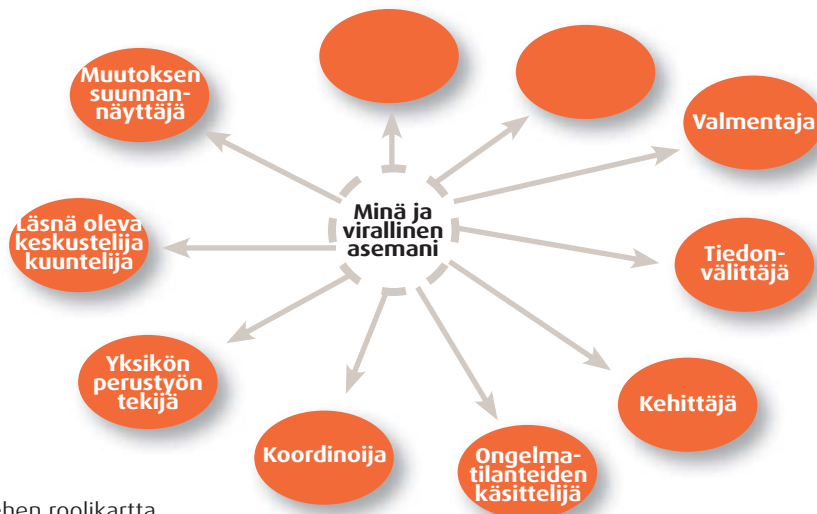 Muutoksen
suunnan-
näyttäjä
Valmentaja
Minä ja
virallinen
asemani
Läsnä oleva
keskustelija
kuuntelija
Tiedon-
välittäjä
Yksikön
perustyön
tekijä
Kehittäjä
Koordinoija
Ongelma-
tilanteiden
käsittelijä
roolikartta